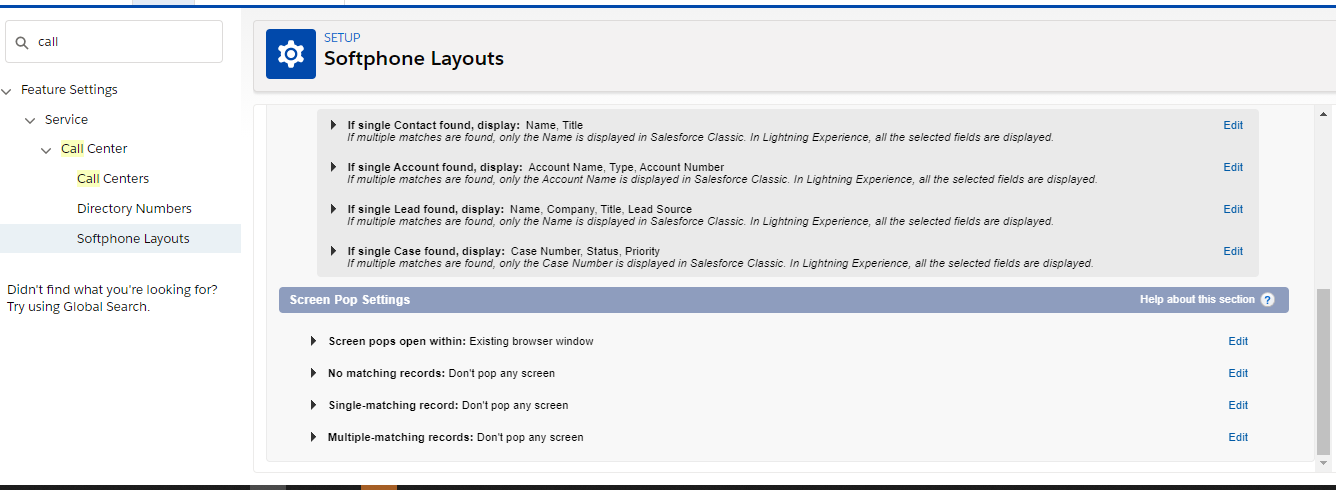 call
SETUP
Softphone Layouts
Feature Settings
Service
Call Center
Call Centers
Directory Numbers
Softphone Layouts
Didn't find what you're looking for?
Try using Global Search.
If single Contact found, display: Name, Title Edit
If multiple matches are found, only the Name is displayed in Salesforce Classic. In Lightning Experience, all the selected fields are displayed.
If single Account found, display: Account Name, Type, Account Number Edit
If multiple matches are found, only the Account Name is displayed in Salesforce Classic. In Lightning Experience, all the selected fields are displayed.
If single Lead found, display: Name, Company, Title, Lead Source Edit
If multiple matches are found, only the Name is displayed in Salesforce Classic. In Lightning Experience, all the selected fields are displayed.
If single Case found, display: Case Number, Status, Priority Edit
If multiple matches are found, only the Case Number is displayed in Salesforce Classic. In Lightning Experience, all the selected fields are displayed.
Screen Pop Settings Help about this section ?
Screen pops open within: Existing browser window Edit
No matching records: Don't pop any screen Edit
Single-matching record: Don't pop any screen Edit
Multiple-matching records: Don't pop any screen Edit